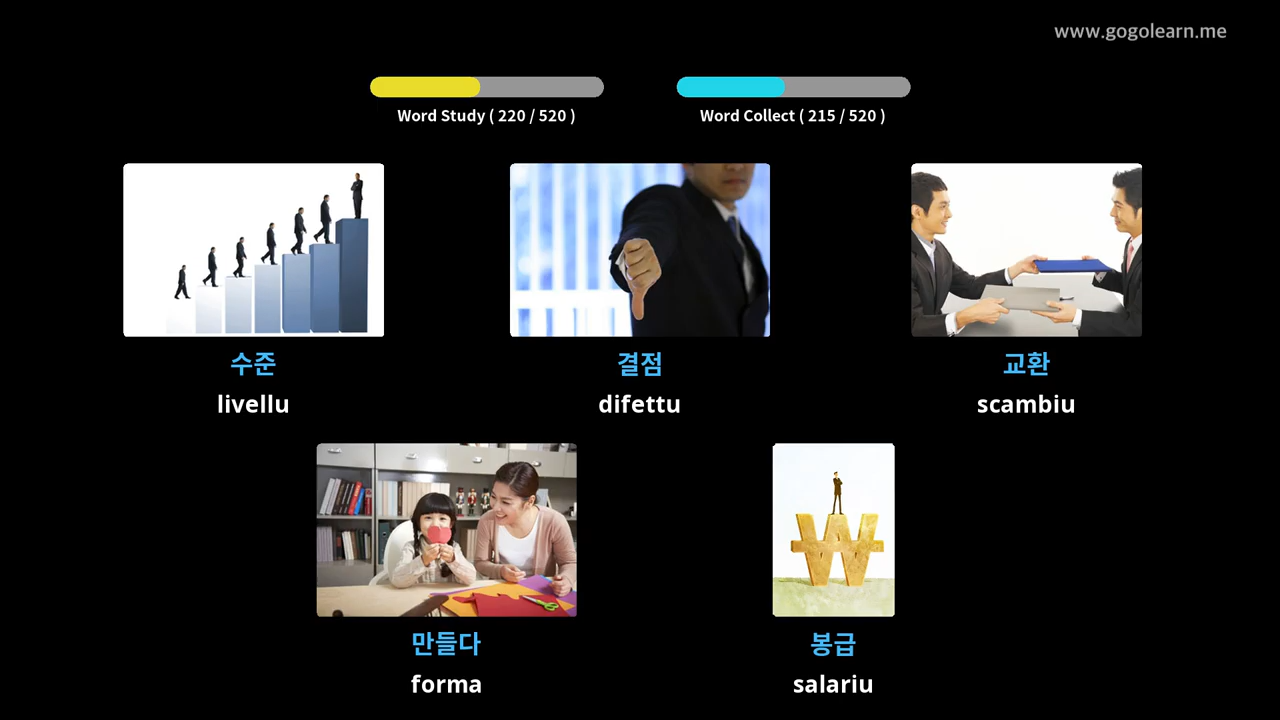 www.gogolearn.me
Word Study ( 220 / 520 )
Word Collect ( 215 / 520 )
수준
livellu
결점
difettu
교환
scambiu
만들다
forma
봉급
salariu